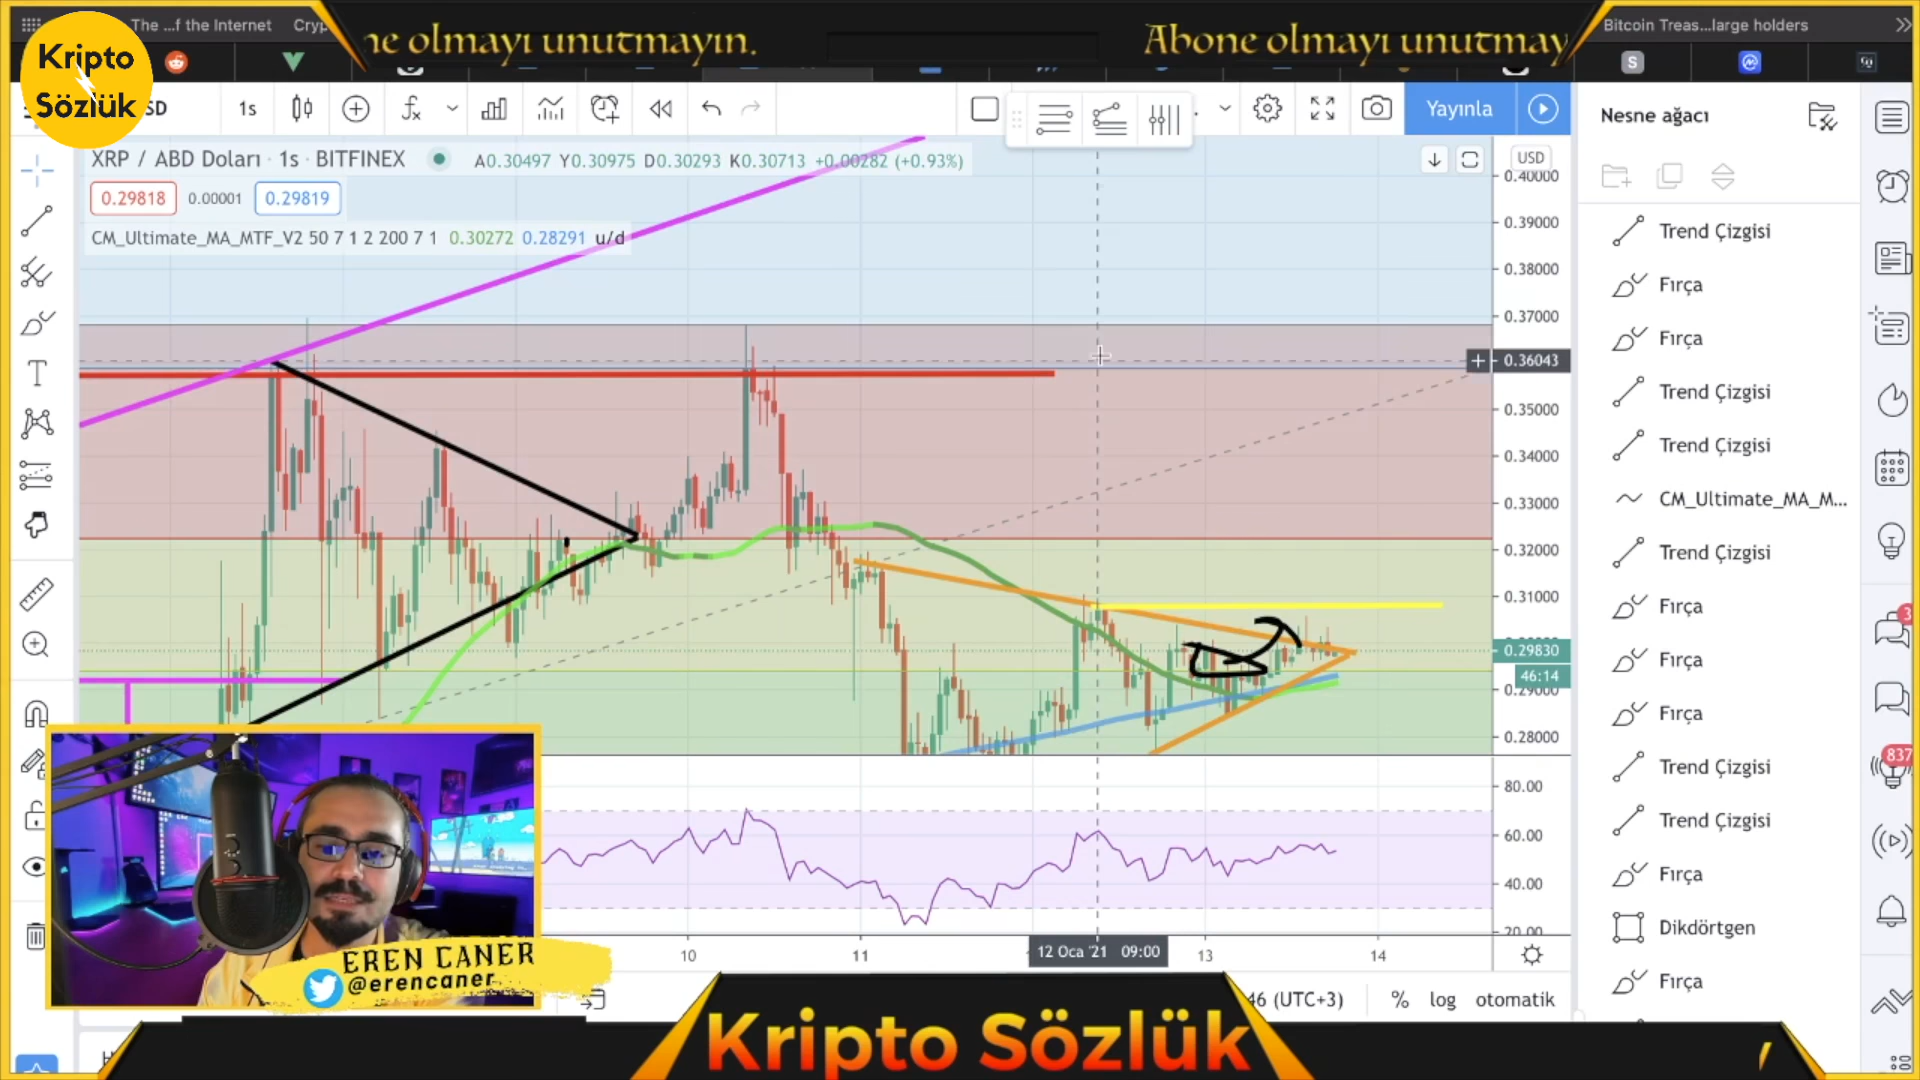 The ...f the Internet
Bitcoin Treas...large holders
Kripto
Sözlük
ne olmayı unutmayın.
Abone olmayı unutmay
1s
Yayınla
Nesne ağacı
XRP / ABD Doları · 1s · BITFINEX
A0.30497 Y0.30975 D0.30293 K0.30713 +0.00282 (+0.93%)
USD
0.29818
0.00001
0.29819
CM_Ultimate_MA_MTF_V2 50 7 1 2 200 7 1 0.30272 0.28291 u/d
0.40000
0.39000
0.38000
0.37000
0.36043
0.35000
0.34000
0.33000
0.32000
0.31000
0.29830
46:14
0.29000
0.28000
80.00
60.00
40.00
20.00
Trend Çizgisi
Fırça
Fırça
Trend Çizgisi
Trend Çizgisi
CM_Ultimate_MA_M...
Trend Çizgisi
Fırça
Fırça
Fırça
Trend Çizgisi
Trend Çizgisi
Fırça
Dikdörtgen
Fırça
837
10
11
12 Oca '21 09:00
13
14
46 (UTC+3)
%
log
otomatik
EREN CANER
@erencaner
Kripto Sözlük